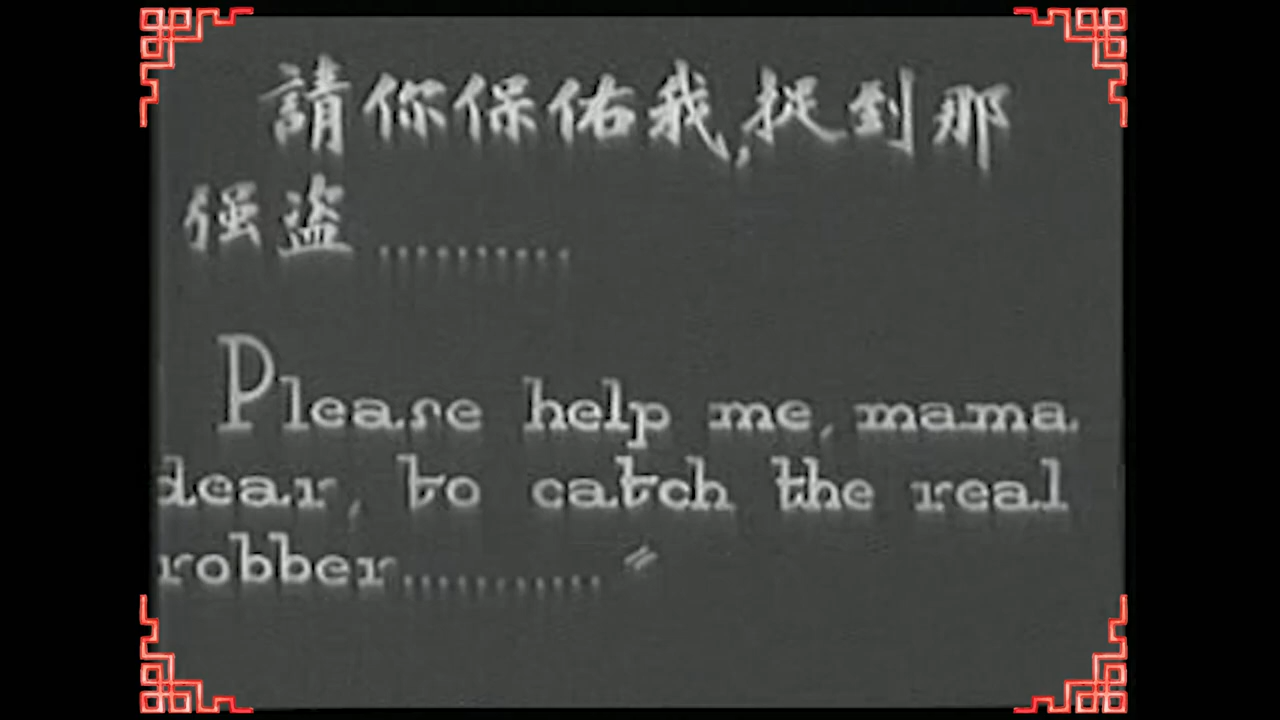 請你保佑我,捉到那
强盜..........
Please help me, mama
dear, to catch the real
robber........... "